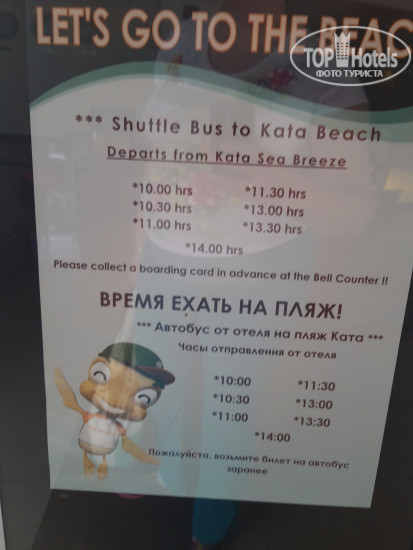 LET'S GO TO THE BEAC
TOP Hotels
ФОТО ТУРИСТА
*** Shuttle Bus to Kata Beach
Departs from Kata Sea Breeze
*10.00 hrs *11.30 hrs
*10.30 hrs *13.00 hrs
*11.00 hrs *13.30 hrs
*14.00 hrs
Please collect a boarding card in advance at the Bell Counter !!
ВРЕМЯ ЕХАТЬ НА ПЛЯЖ!
*** Автобус от отеля на пляж Ката ***
Часы отправления от отеля
*10:00 *11:30
*10:30 *13:00
*11:00 *13:30
*14:00
Пожалуйста, возьмите билет на автобус
заранее